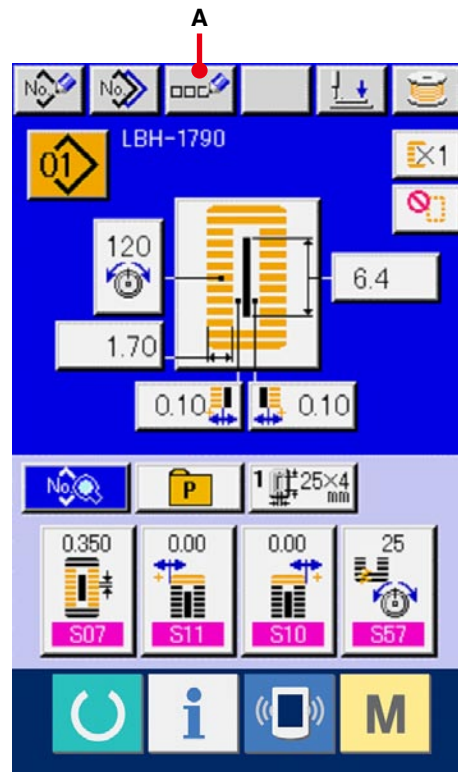 A
No. No.
LBH-1790
01 ×1
120
6.4
1.70
0.10 0.10
No. P 1 25×4 mm
0.350 0.00 0.00 25
S07 S11 S10 S57
i M